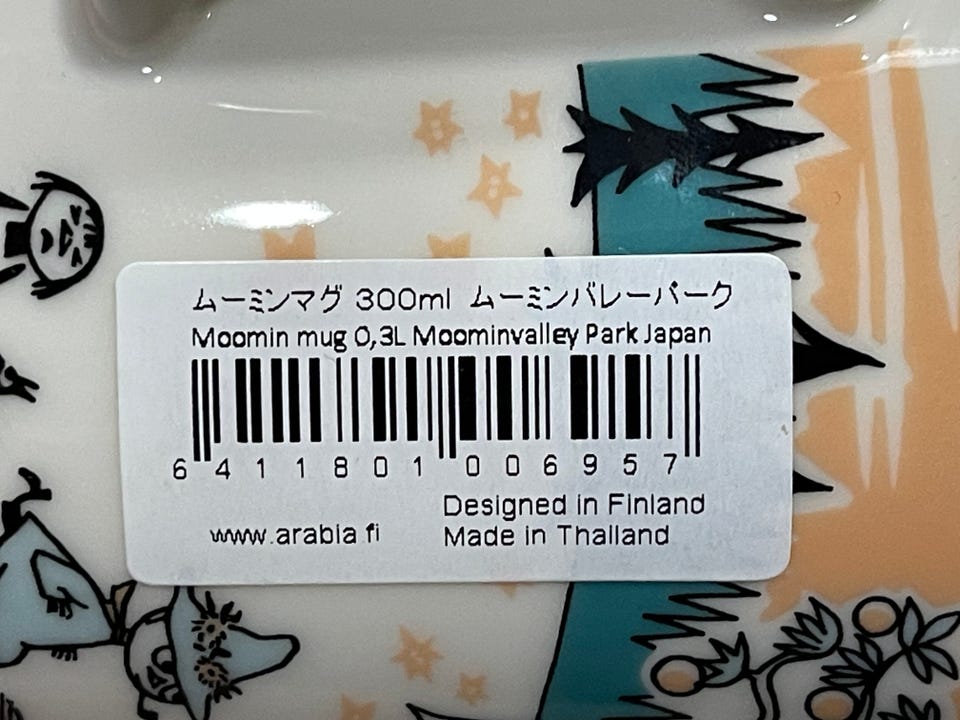 ムーミンマグ 300ml ムーミンバレーパーク
Moomin mug 0,3L Moominvalley Park Japan
6 411801 006957
Designed in Finland
www.arabia.fi Made in Thailand